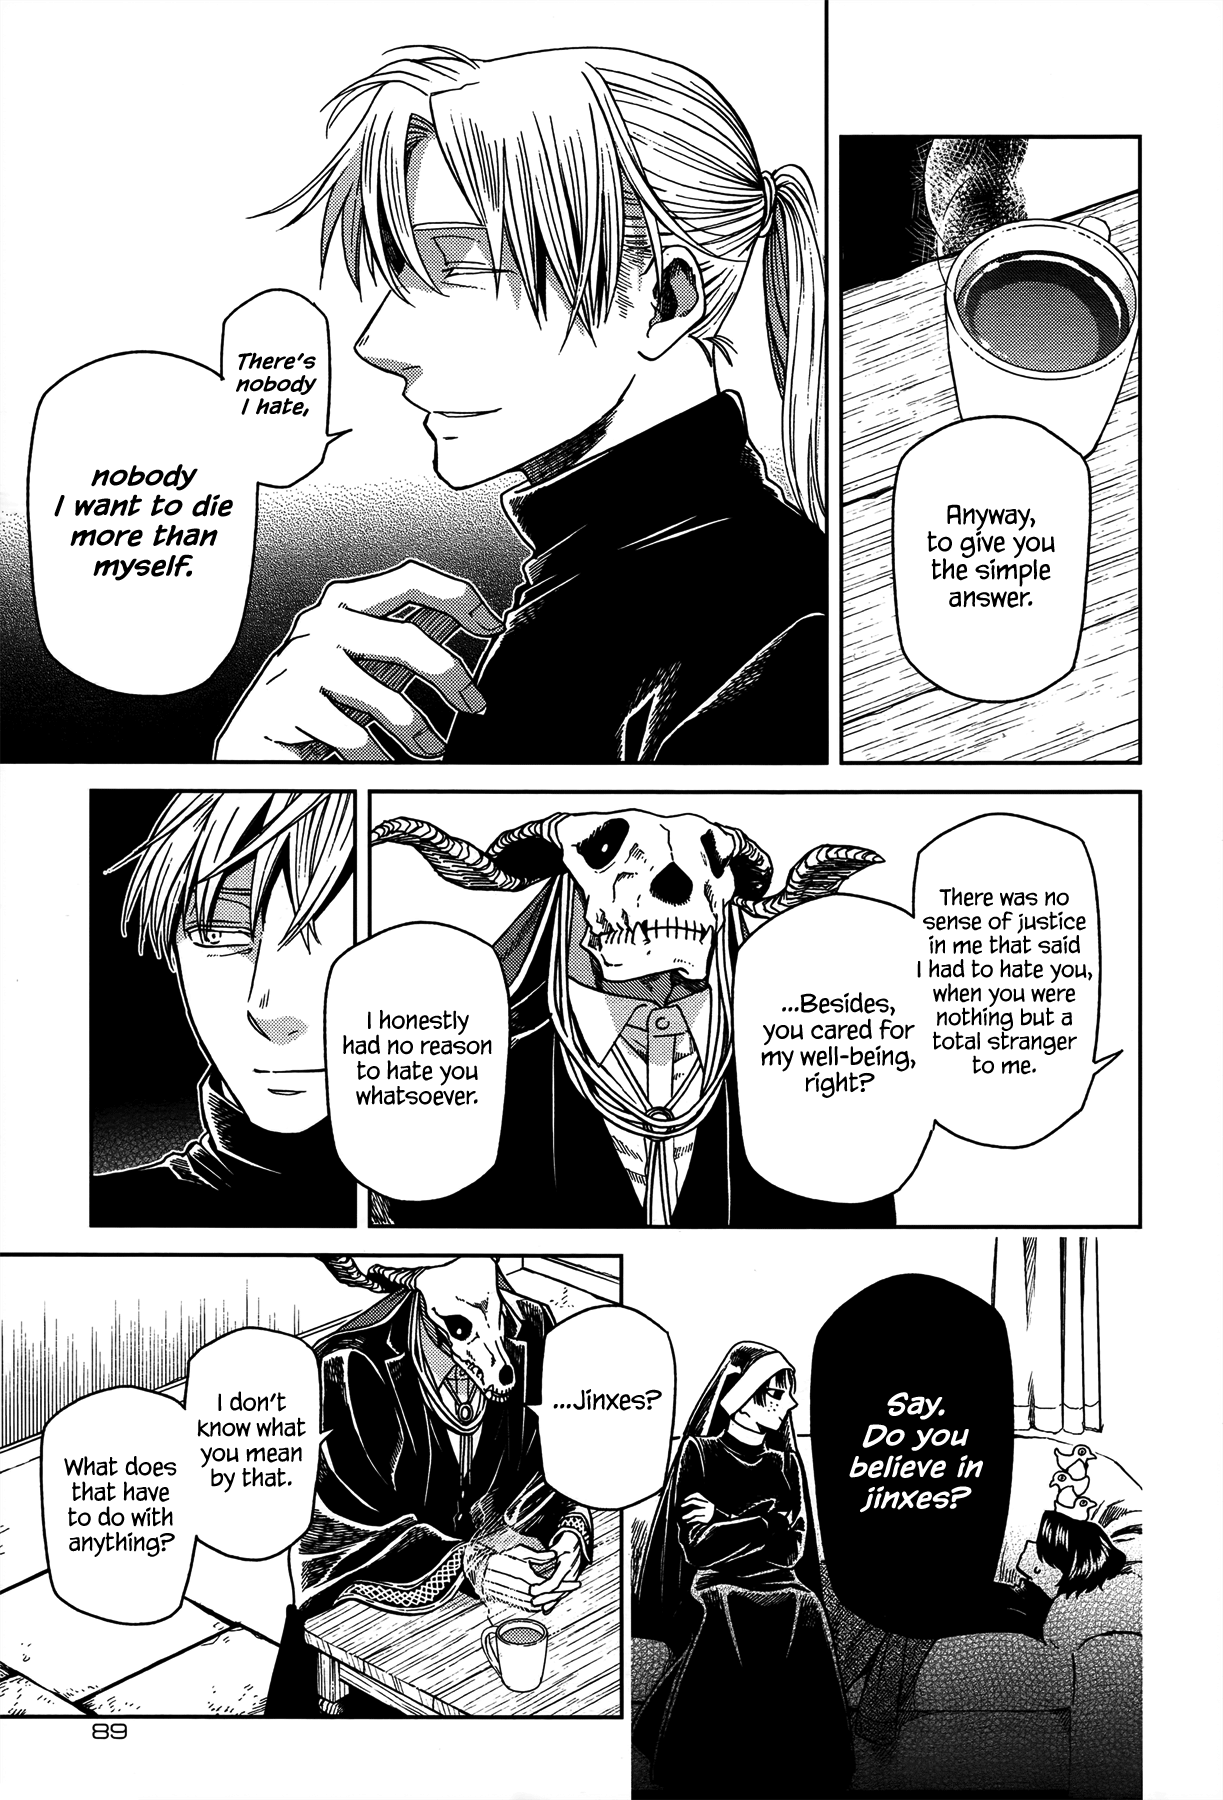 Anyway,
to give you
the simple
answer.
There's
nobody
I hate,
nobody
I want to die
more than
myself.
There was no
sense of justice
in me that said
I had to hate you,
when you were
nothing but a
total stranger
to me.
...Besides,
you cared for
my well-being,
right?
I honestly
had no reason
to hate you
whatsoever.
Say.
Do you
believe in
jinxes?
...Jinxes?
I don't
know what
you mean
by that.
What does
that have
to do with
anything?
89